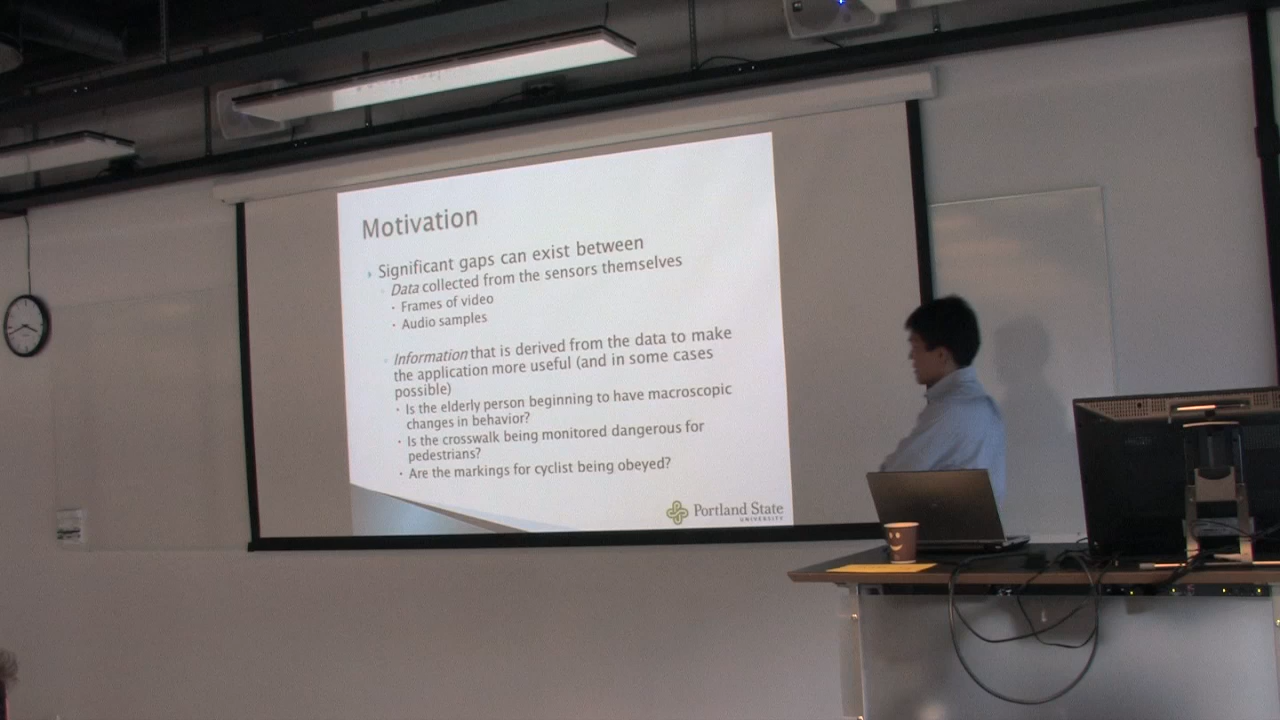 Motivation
Significant gaps can exist between
Data collected from the sensors themselves
Frames of video
Audio samples
Information that is derived from the data to make
the application more useful (and in some cases
possible)
Is the elderly person beginning to have macroscopic
changes in behavior?
Is the crosswalk being monitored dangerous for
pedestrians?
Are the markings for cyclist being obeyed?
Portland State
UNIVERSITY